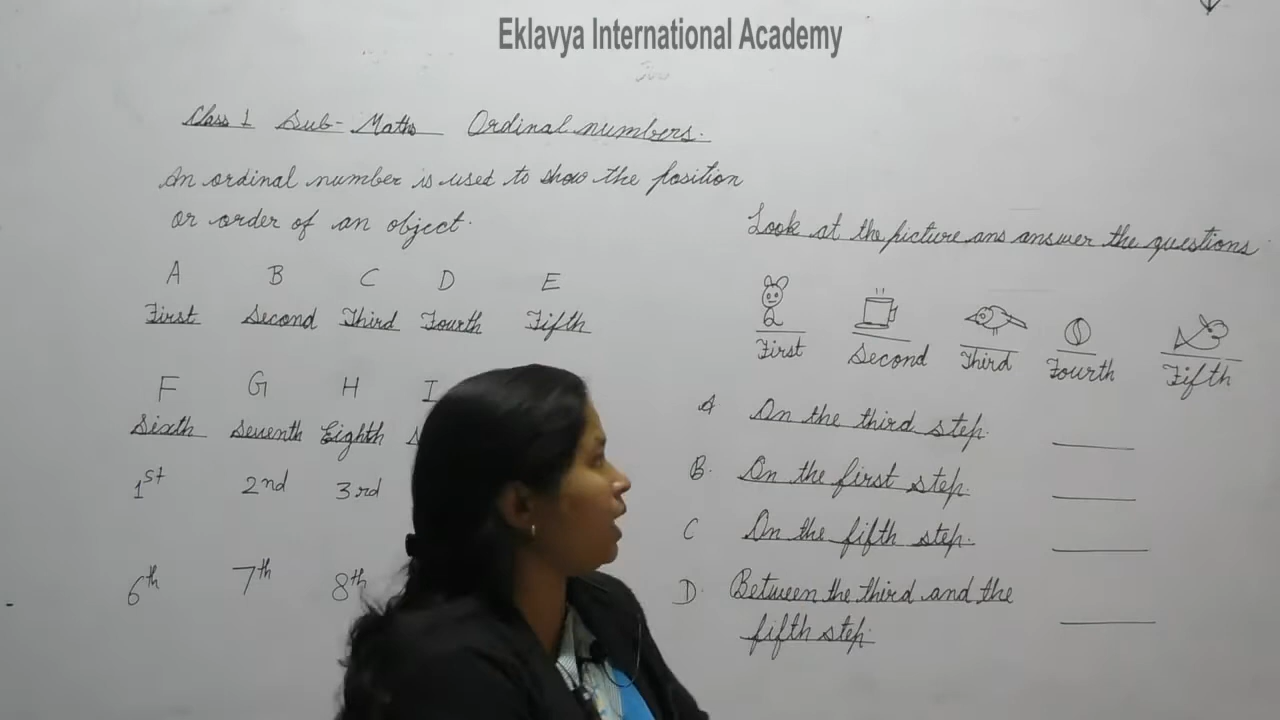 Eklavya International Academy
Class 1 Sub- Maths Ordinal numbers.
An ordinal number is used to show the position
or order of an object.
A B C D E
First Second Third Fourth Fifth
F G H I
Sixth Seventh Eighth
1st 2nd 3rd
6th 7th 8th
Look at the picture ans answer the questions
First Second Third Fourth Fifth
A On the third step.
B. On the first step.
C On the fifth step.
D. Between the third and the
fifth step.